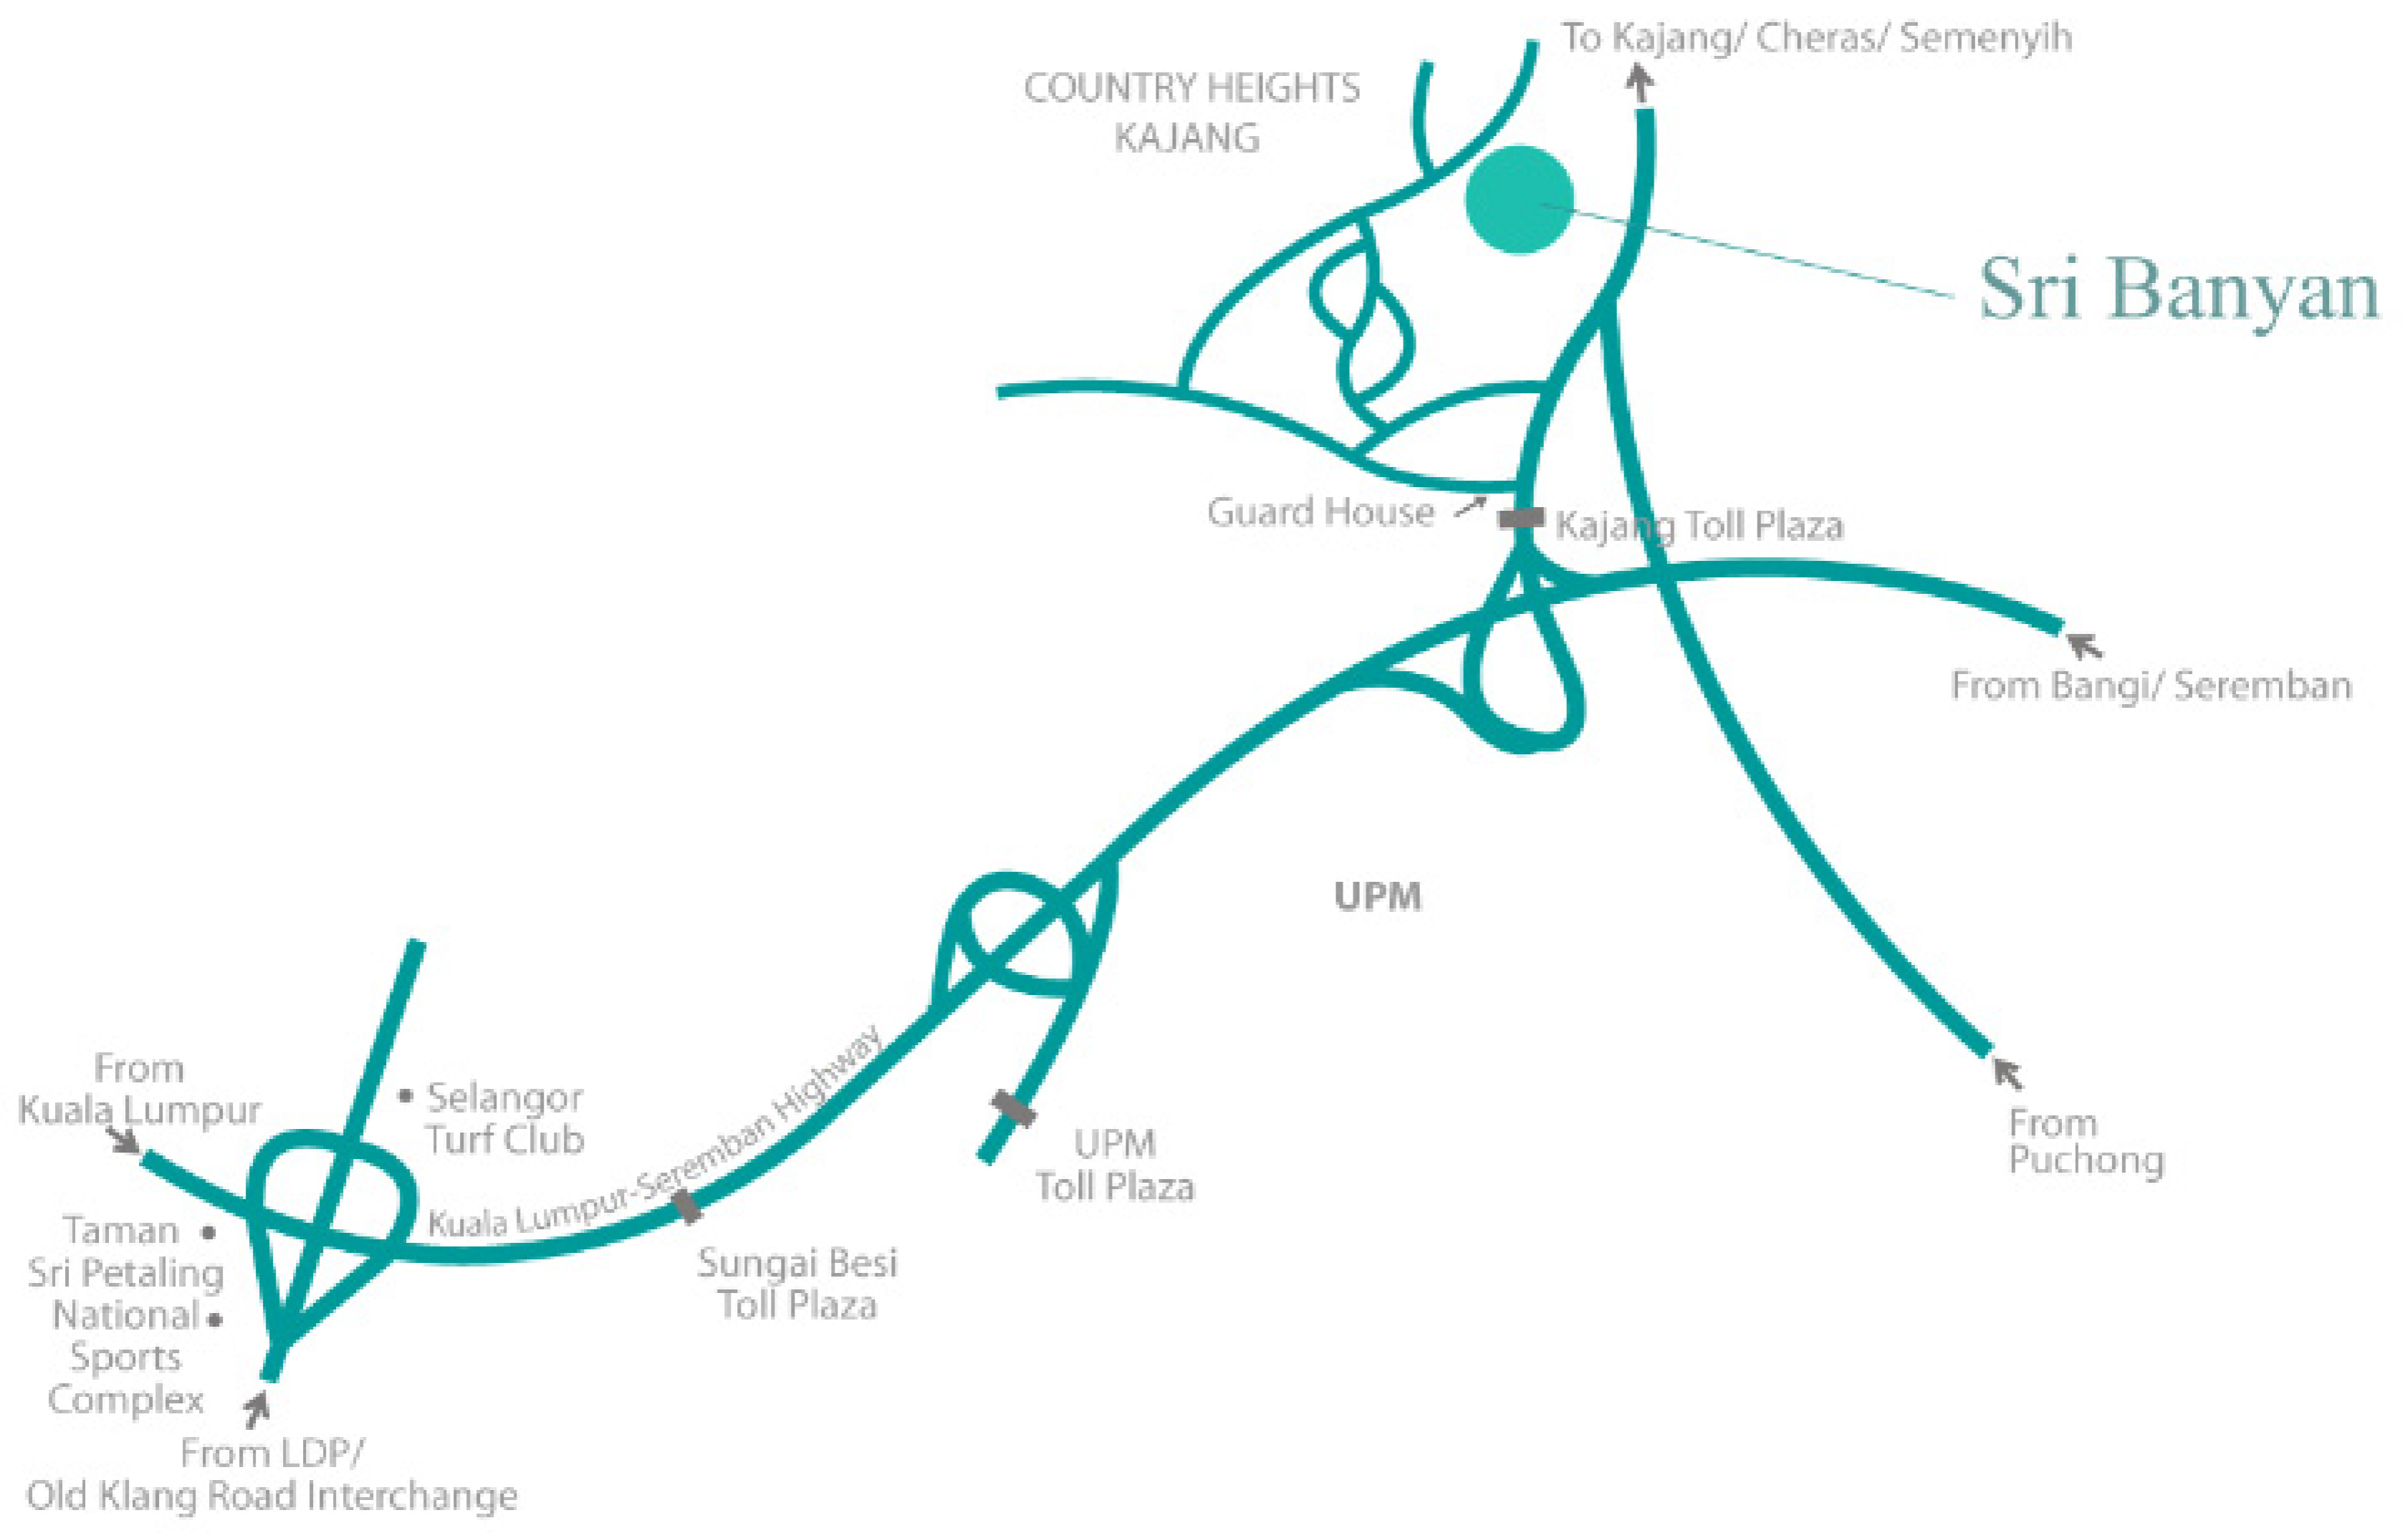 To Kajang/ Cheras/ Semenyih
COUNTRY HEIGHTS
KAJANG
Sri Banyan
Guard House
Kajang Toll Plaza
From Bangi/ Seremban
UPM
From
Kuala Lumpur
Selangor
Turf Club
Kuala Lumpur-Seremban Highway
UPM
Toll Plaza
From
Puchong
Taman
Sri Petaling
National
Sports
Complex
Sungai Besi
Toll Plaza
From LDP/
Old Klang Road Interchange